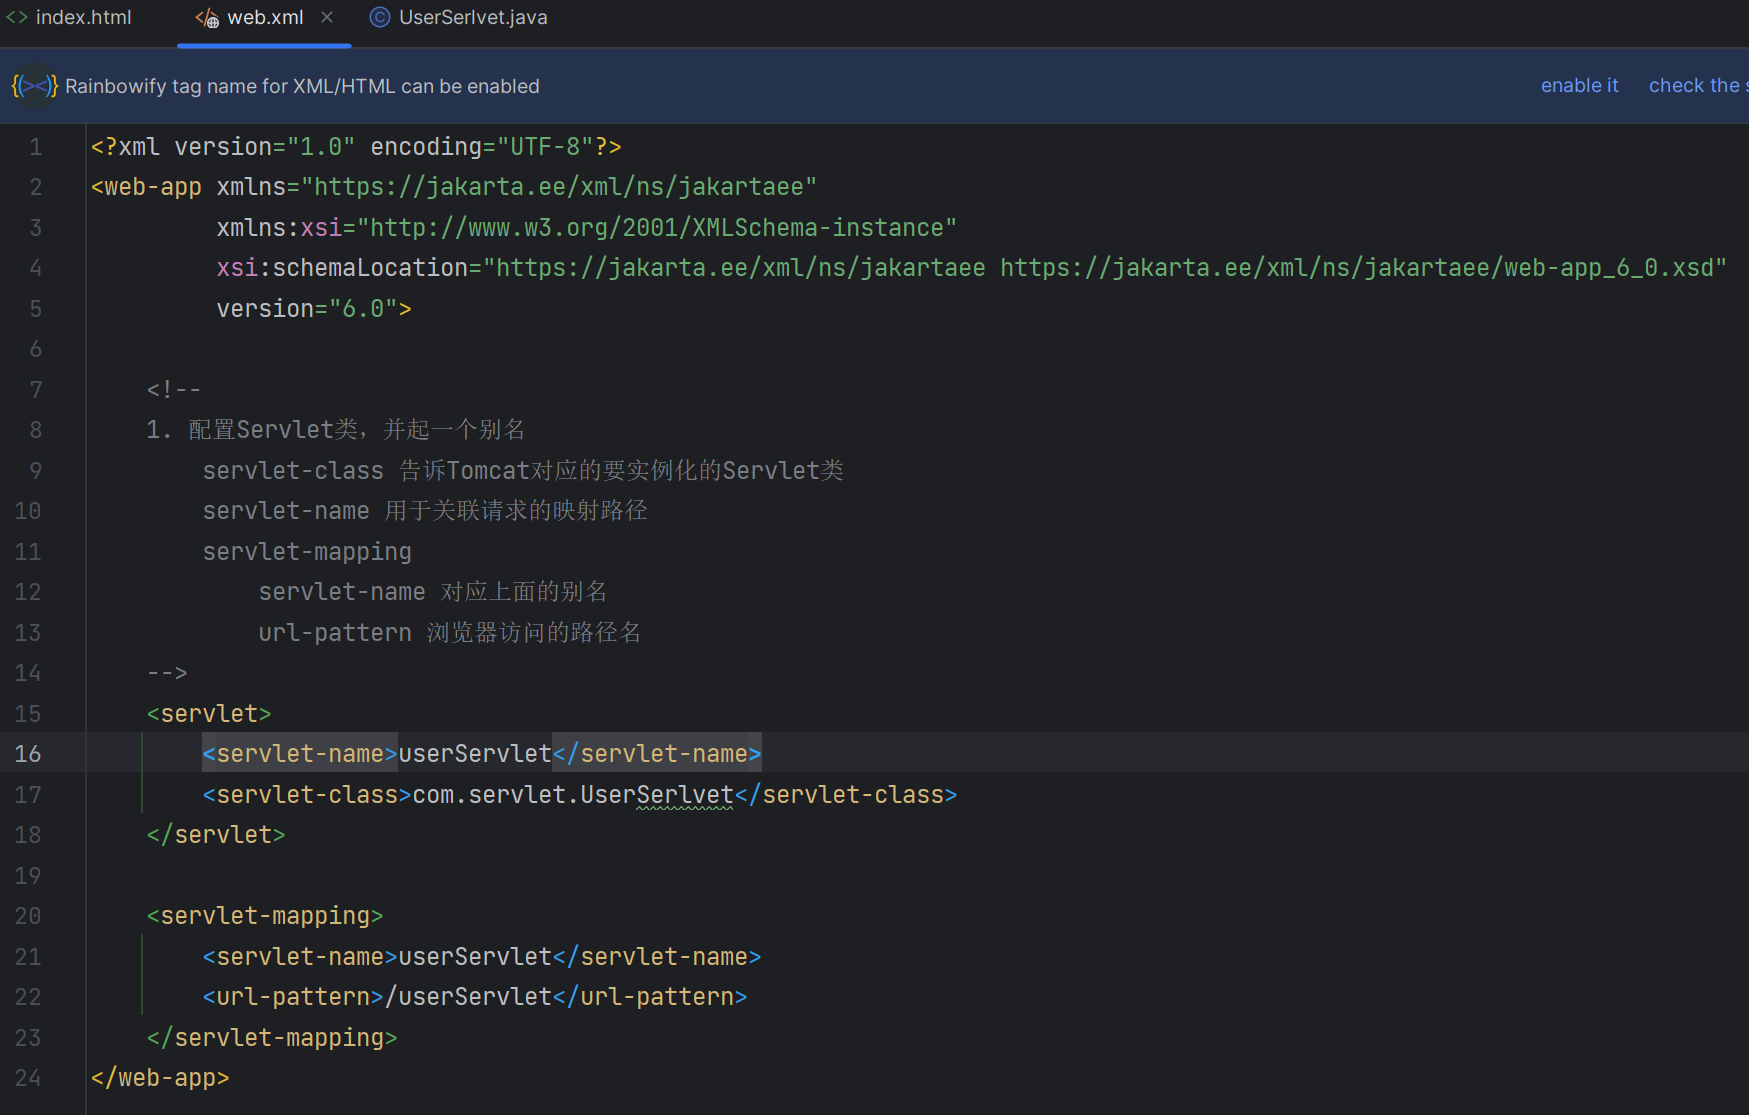 index.html web.xml UserSerlvet.java
Rainbowify tag name for XML/HTML can be enabled enable it check the
1 <?xml version="1.0" encoding="UTF-8"?>
2 <web-app xmlns="https://jakarta.ee/xml/ns/jakartaee"
3 xmlns:xsi="http://www.w3.org/2001/XMLSchema-instance"
4 xsi:schemaLocation="https://jakarta.ee/xml/ns/jakartaee https://jakarta.ee/xml/ns/jakartaee/web-app_6_0.xsd"
5 version="6.0">
6
7 <!--
8 1. 配置Servlet类，并起一个别名
9 servlet-class 告诉Tomcat对应的要实例化的Servlet类
10 servlet-name 用于关联请求的映射路径
11 servlet-mapping
12 servlet-name 对应上面的别名
13 url-pattern 浏览器访问的路径名
14 -->
15 <servlet>
16 <servlet-name>userServlet</servlet-name>
17 <servlet-class>com.servlet.UserSerlvet</servlet-class>
18 </servlet>
19
20 <servlet-mapping>
21 <servlet-name>userServlet</servlet-name>
22 <url-pattern>/userServlet</url-pattern>
23 </servlet-mapping>
24 </web-app>